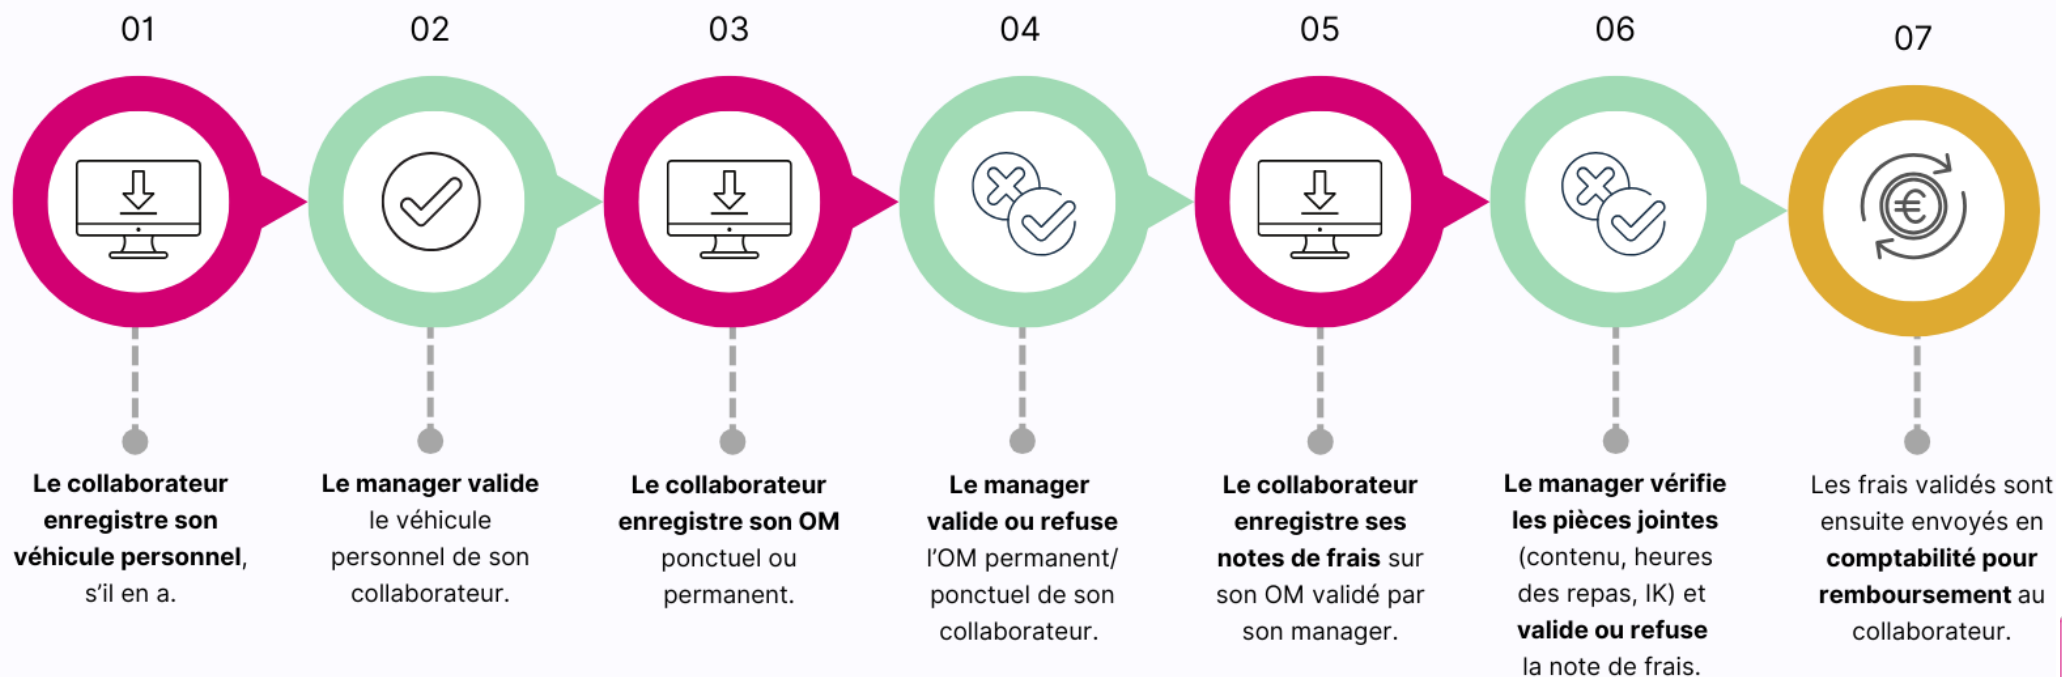 01
Le collaborateur
enregistre son
véhicule personnel,
s'il en a.
02
Le manager valide
le véhicule
personnel de son
collaborateur.
03
Le collaborateur
enregistre son OM
ponctuel ou
permanent.
04
Le manager
valide ou refuse
l'OM permanent/
ponctuel de son
collaborateur.
05
Le collaborateur
enregistre ses
notes de frais sur
son OM validé par
son manager.
06
Le manager vérifie
les pièces jointes
(contenu, heures
des repas, IK) et
valide ou refuse
la note de frais.
07
€
Les frais validés sont
ensuite envoyés en
comptabilité pour
remboursement au
collaborateur.